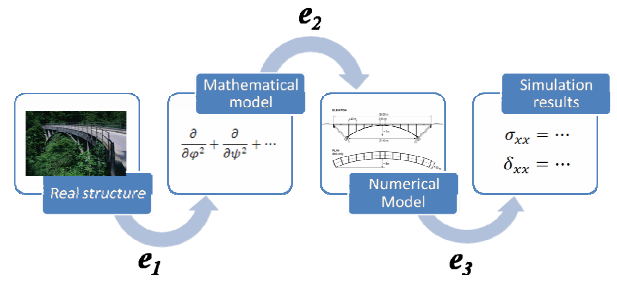 e2
Mathematical
model
Simulation
results
∂/∂φ² + ∂/∂ψ² + ⋯
σxx = ⋯
δxx = ⋯
Real structure
Numerical
Model
e1
e3